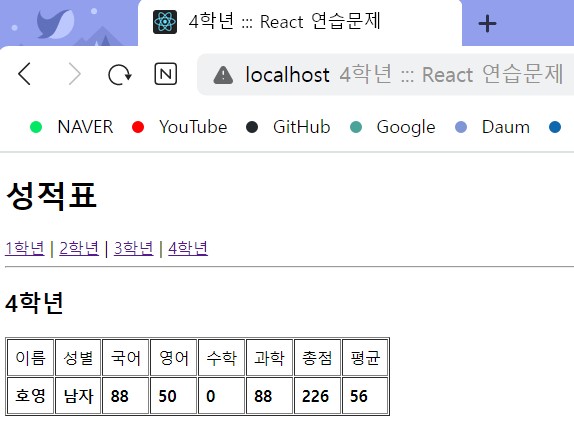 4학년 ::: React 연습문제
N localhost 4학년 ::: React 연습문제
NAVER YouTube GitHub Google Daum
성적표
1학년 | 2학년 | 3학년 | 4학년
4학년
이름 성별 국어 영어 수학 과학 총점 평균
호영 남자 88 50 0 88 226 56